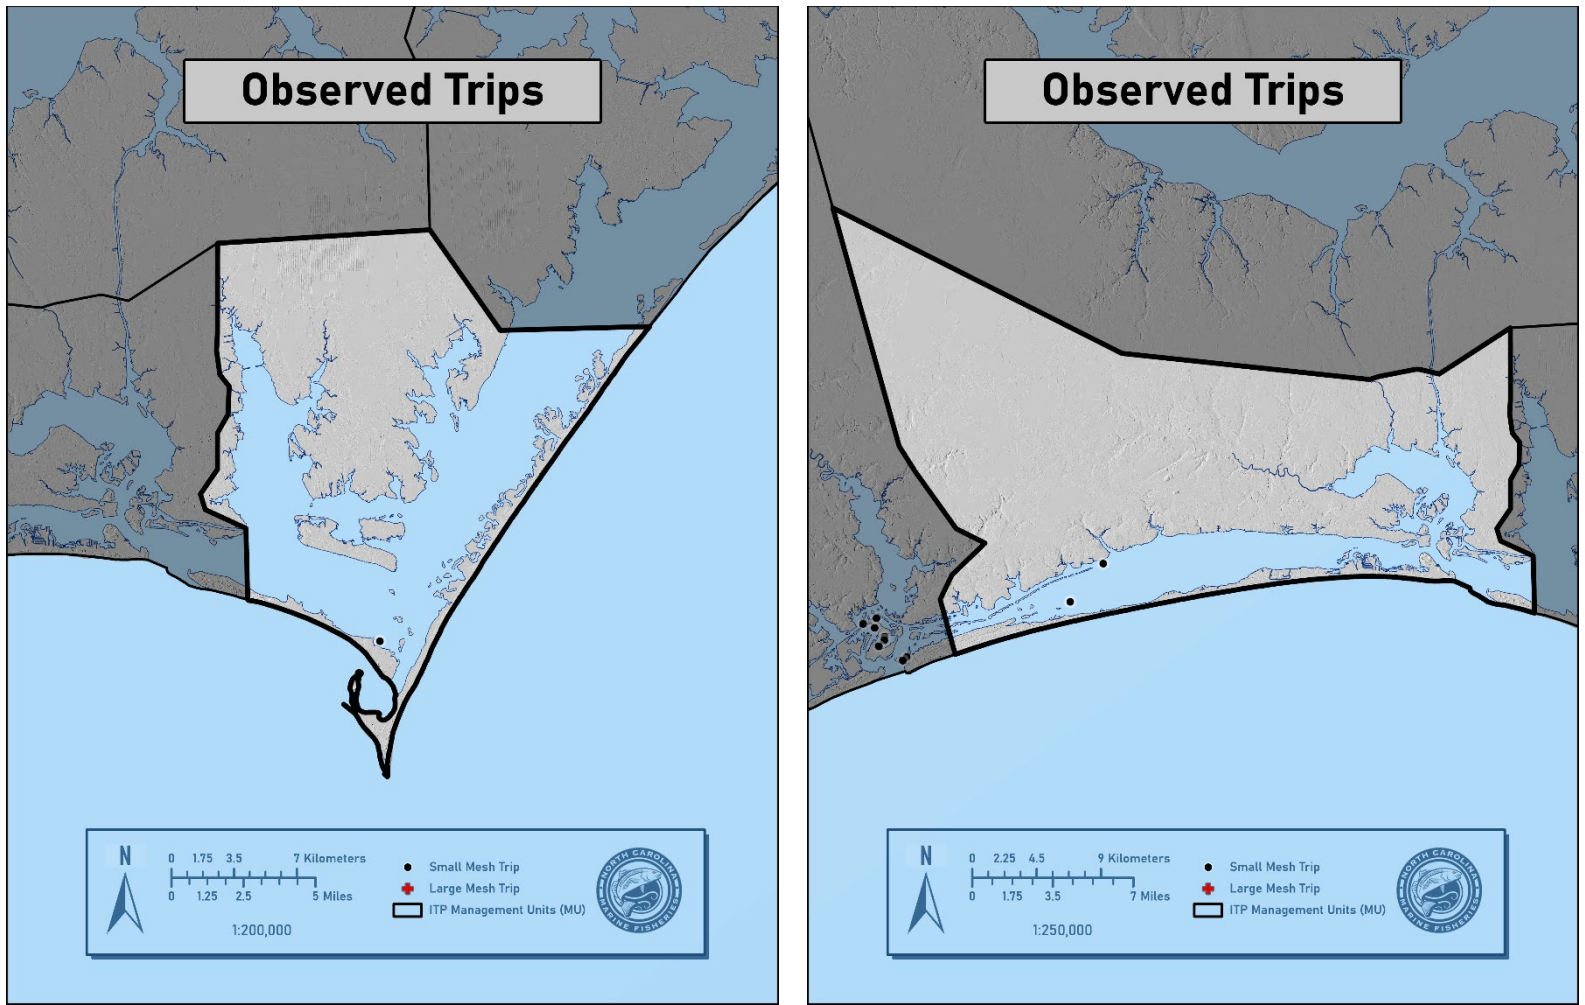 Observed Trips
N
0 1.75 3.5 7 Kilometers
0 1.25 2.5 5 Miles
1:200,000
Small Mesh Trip
Large Mesh Trip
ITP Management Units (MU)
NORTH CAROLINA
MARINE FISHERIES
Observed Trips
N
0 2.25 4.5 9 Kilometers
0 1.75 3.5 7 Miles
1:250,000
Small Mesh Trip
Large Mesh Trip
ITP Management Units (MU)
NORTH CAROLINA
MARINE FISHERIES